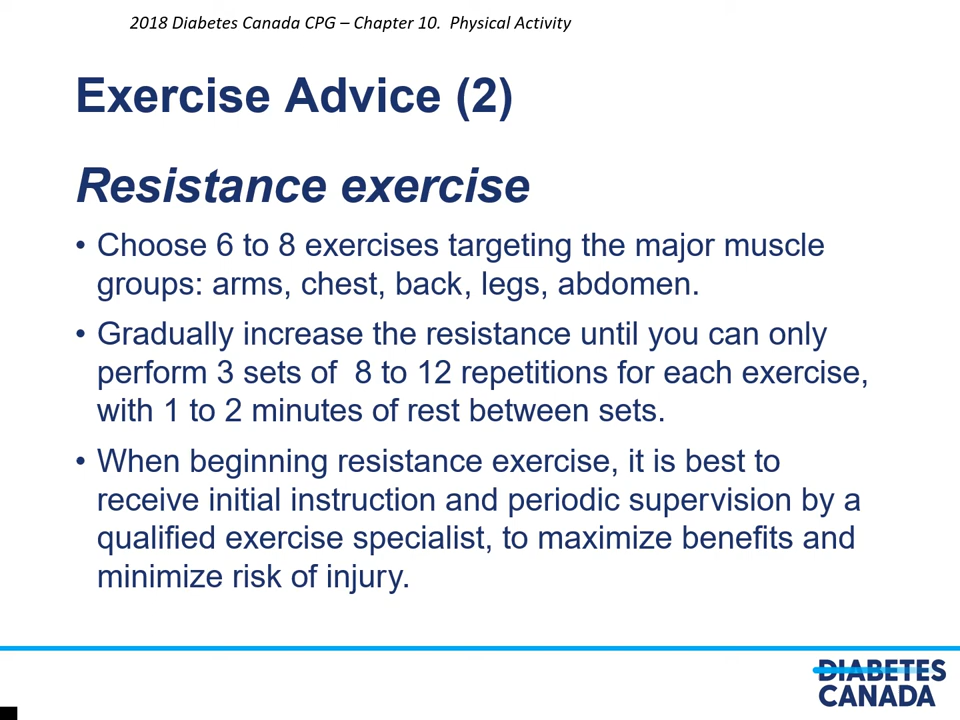 2018 Diabetes Canada CPG – Chapter 10.  Physical Activity
Exercise Advice (2)
Resistance exercise
• Choose 6 to 8 exercises targeting the major muscle
groups: arms, chest, back, legs, abdomen.
• Gradually increase the resistance until you can only
perform 3 sets of  8 to 12 repetitions for each exercise,
with 1 to 2 minutes of rest between sets.
• When beginning resistance exercise, it is best to
receive initial instruction and periodic supervision by a
qualified exercise specialist, to maximize benefits and
minimize risk of injury.
DIABETES
CANADA